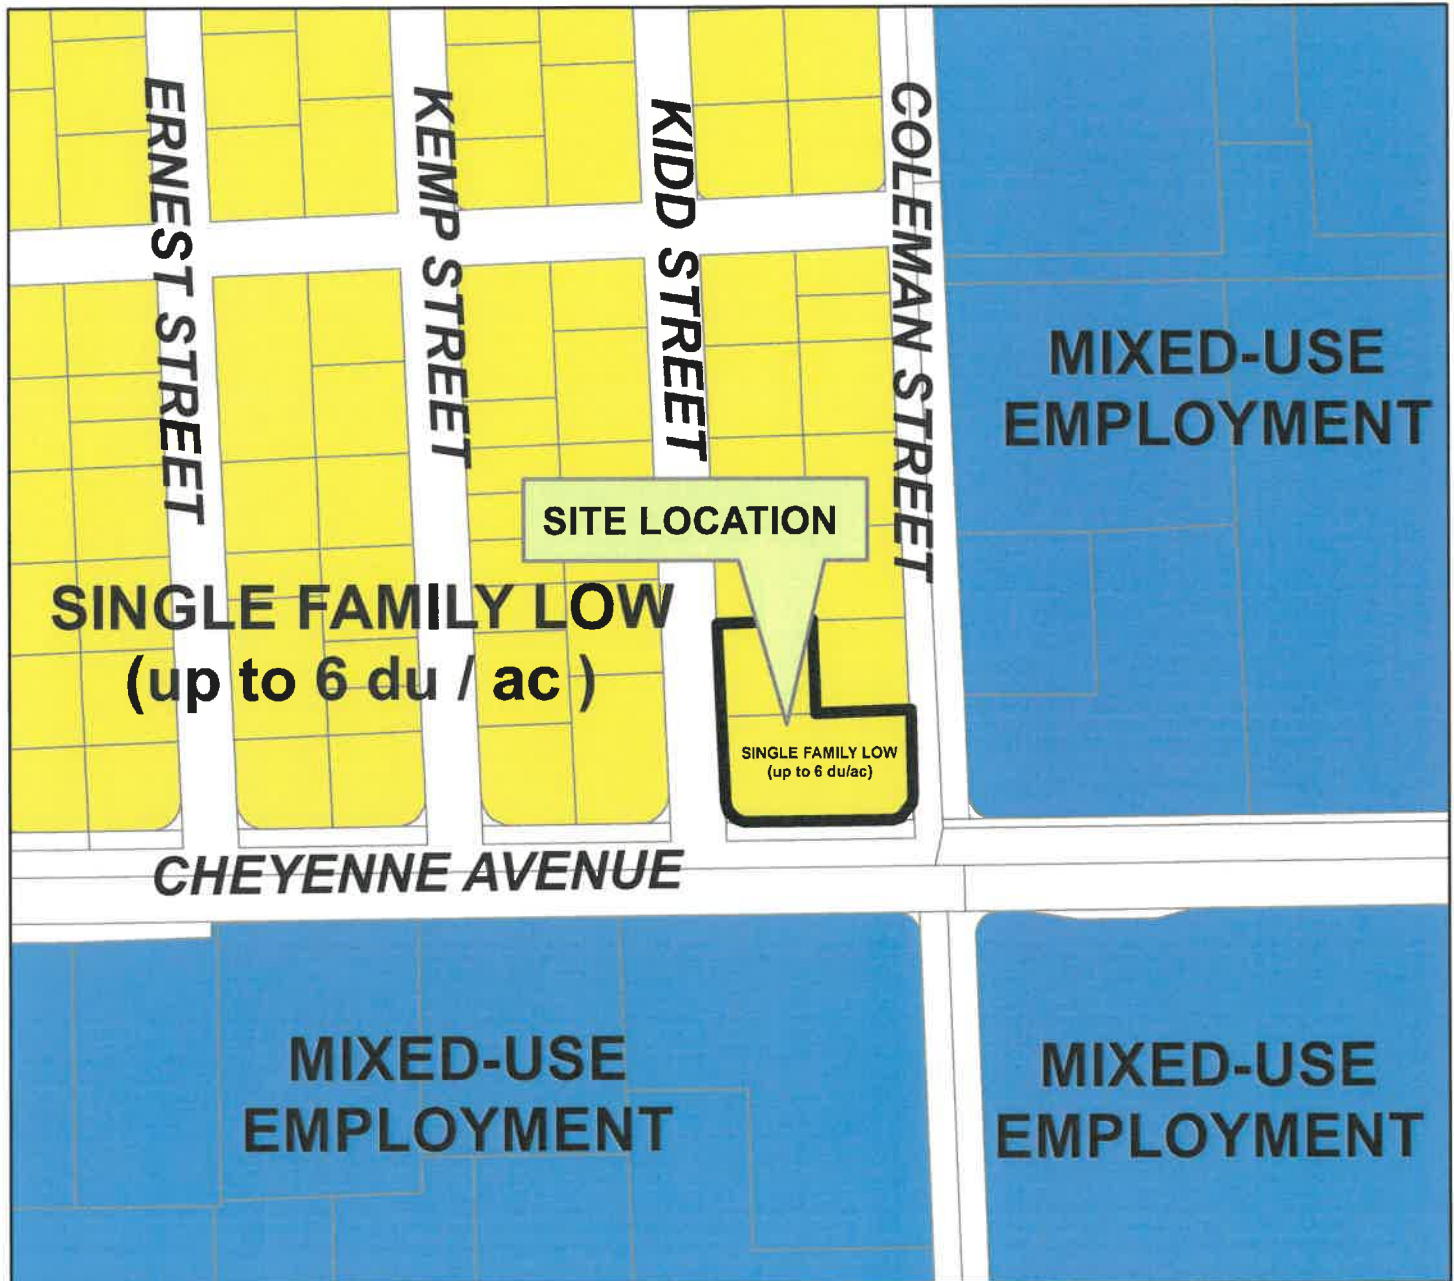 ERNEST STREET
KEMP STREET
KIDD STREET
COLEMAN STREET
MIXED-USE
EMPLOYMENT
SITE LOCATION
SINGLE FAMILY LOW
(up to 6 du / ac )
SINGLE FAMILY LOW
(up to 6 du/ac)
CHEYENNE AVENUE
MIXED-USE
EMPLOYMENT
MIXED-USE
EMPLOYMENT